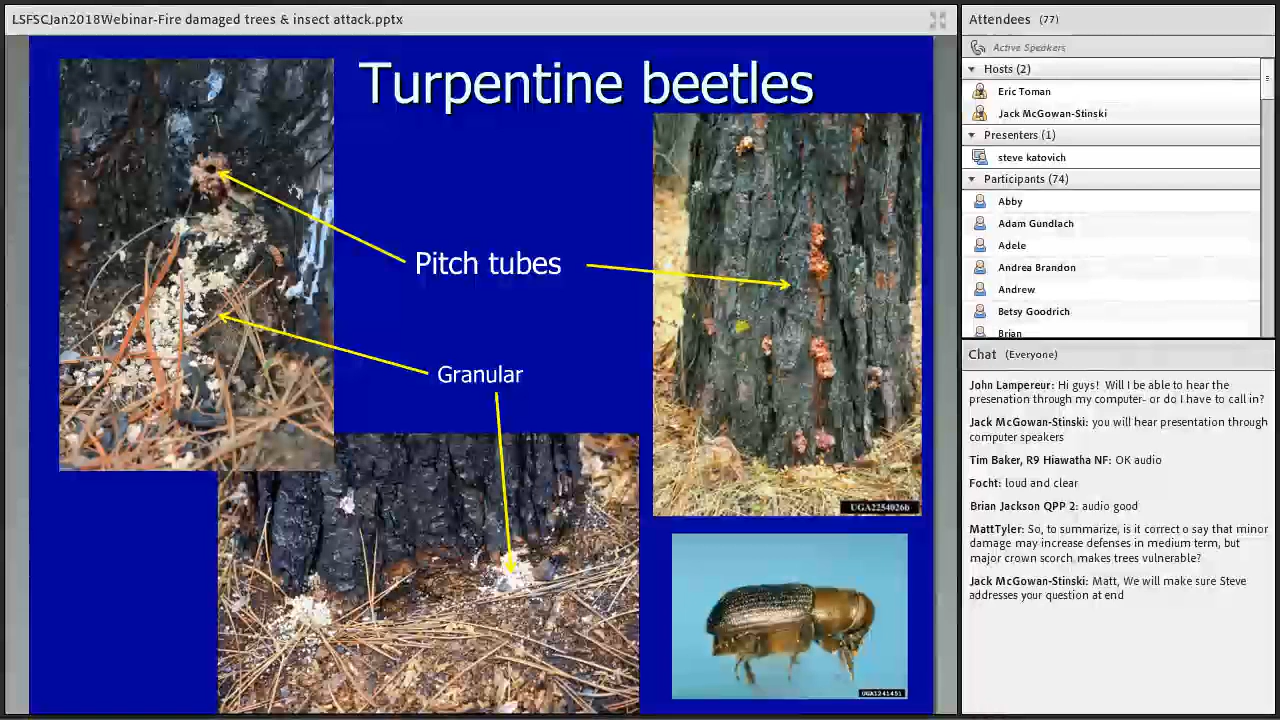 LSFSCJan2018Webinar-Fire damaged trees & insect attack.pptx
Turpentine beetles
Pitch tubes
Granular
UGA2254026b
UGA1241451
Attendees (77)
Active Speakers
Hosts (2)
Eric Toman
Jack McGowan-Stinski
Presenters (1)
steve katovich
Participants (74)
Abby
Adam Gundlach
Adele
Andrea Brandon
Andrew
Betsy Goodrich
Brian
Chat (Everyone)
John Lampereur: Hi guys! Will I be able to hear the
presenation through my computer- or do I have to call in?
Jack McGowan-Stinski: you will hear presentation through
computer speakers
Tim Baker, R9 Hiawatha NF: OK audio
Focht: loud and clear
Brian Jackson QPP 2: audio good
MattTyler: So, to summarize, is it correct o say that minor
damage may increase defenses in medium term, but
major crown scorch makes trees vulnerable?
Jack McGowan-Stinski: Matt, We will make sure Steve
addresses your question at end